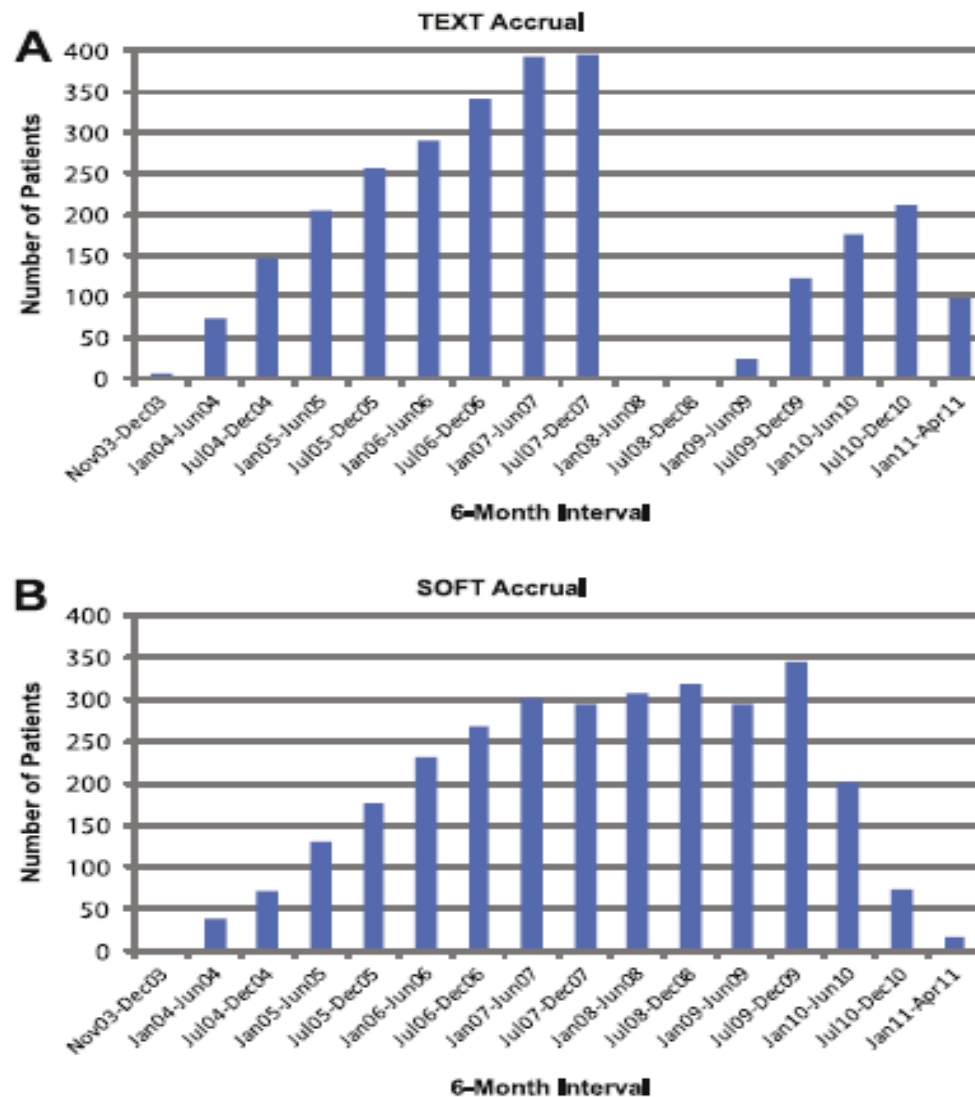 A
TEXT Accrual
Number of Patients
400
350
300
250
200
150
100
50
0
Nov03-Dec03
Jan04-Jun04
Jul04-Dec04
Jan05-Jun05
Jul05-Dec05
Jan06-Jun06
Jul06-Dec06
Jan07-Jun07
Jul07-Dec07
Jan08-Jun08
Jul08-Dec08
Jan09-Jun09
Jul09-Dec09
Jan10-Jun10
Jul10-Dec10
Jan11-Apr11
6-Month Interval
B
SOFT Accrual
Number of Patients
400
350
300
250
200
150
100
50
0
Nov03-Dec03
Jan04-Jun04
Jul04-Dec04
Jan05-Jun05
Jul05-Dec05
Jan06-Jun06
Jul06-Dec06
Jan07-Jun07
Jul07-Dec07
Jan08-Jun08
Jul08-Dec08
Jan09-Jun09
Jul09-Dec09
Jan10-Jun10
Jul10-Dec10
Jan11-Apr11
6-Month Interval